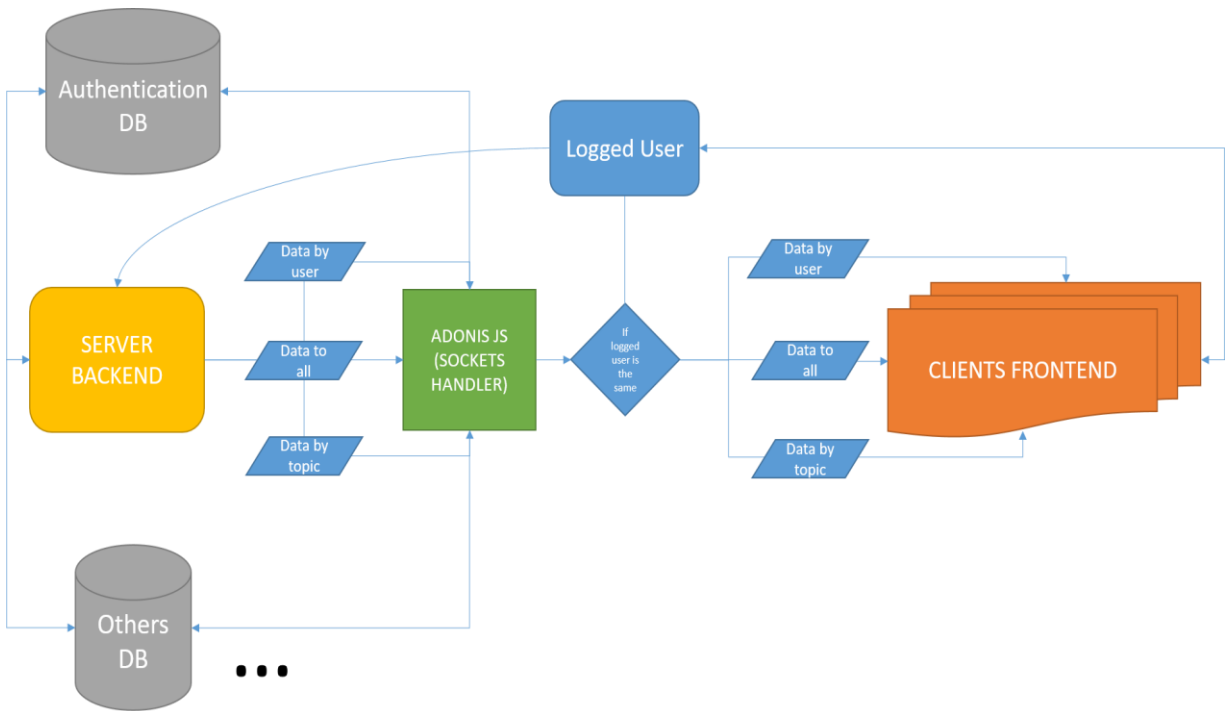 Authentication
DB
Logged User
Data by
user
Data by
user
SERVER
BACKEND
Data to
all
ADONIS JS
(SOCKETS
HANDLER)
If
logged
user is
the
same
Data to
all
CLIENTS FRONTEND
Data by
topic
Data by
topic
Others
DB
...